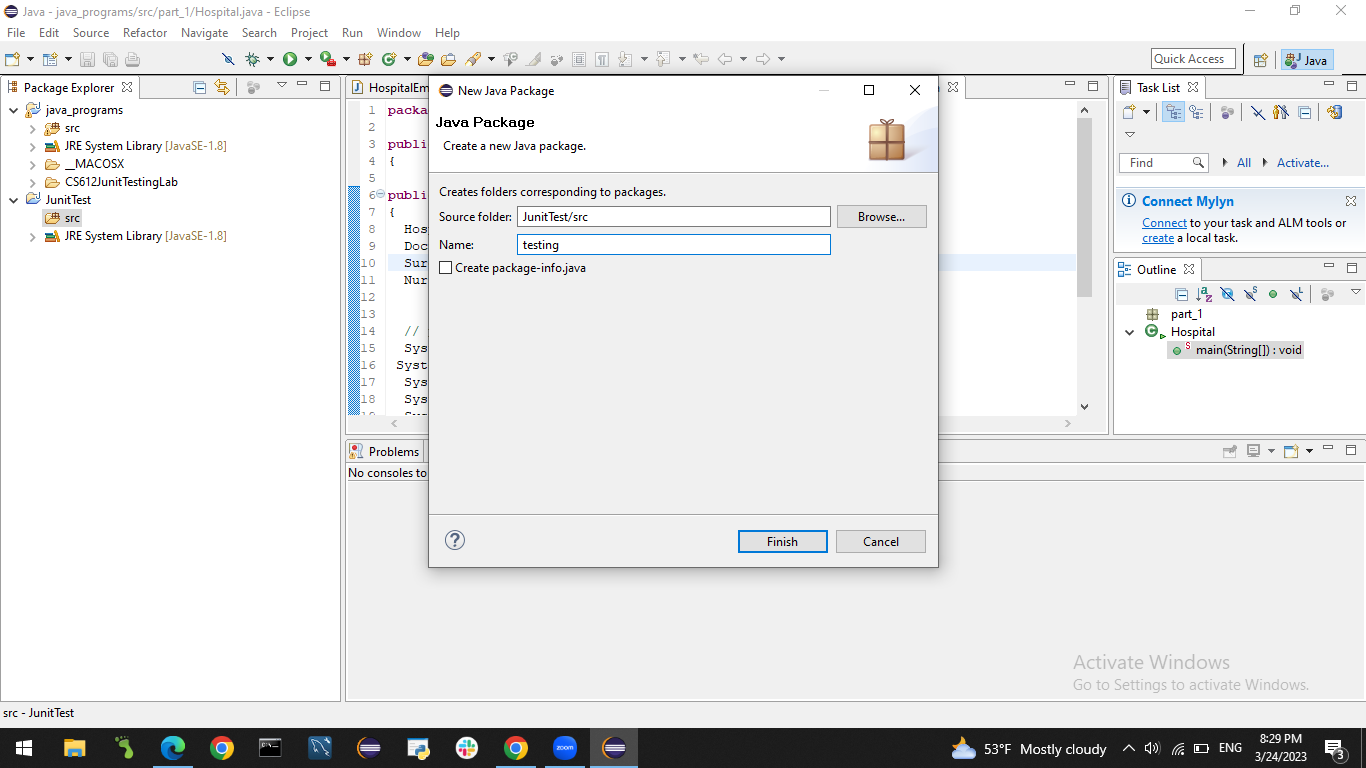 Java - java_programs/src/part_1/Hospital.java - Eclipse
File Edit Source Refactor Navigate Search Project Run Window Help
Quick Access
Java
Package Explorer
java_programs
src
JRE System Library [JavaSE-1.8]
__MACOSX
CS612JunitTestingLab
JunitTest
src
JRE System Library [JavaSE-1.8]
HospitalEm
1 packa
2
3 publi
4 {
5
6 publi
7 {
8 Hos
9 Doc
10 Sur
11 Nur
12
13
14 //
15 Sys
16 Syst
17 Sys
18 Sys
New Java Package
Java Package
Create a new Java package.
Creates folders corresponding to packages.
Source folder: JunitTest/src Browse...
Name: testing
Create package-info.java
Finish Cancel
Problems
No consoles to
Task List
Find All Activate...
Connect Mylyn
Connect to your task and ALM tools or
create a local task.
Outline
part_1
Hospital
main(String[]) : void
Activate Windows
Go to Settings to activate Windows.
src - JunitTest
zoom
53°F Mostly cloudy
ENG
8:29 PM
3/24/2023
3